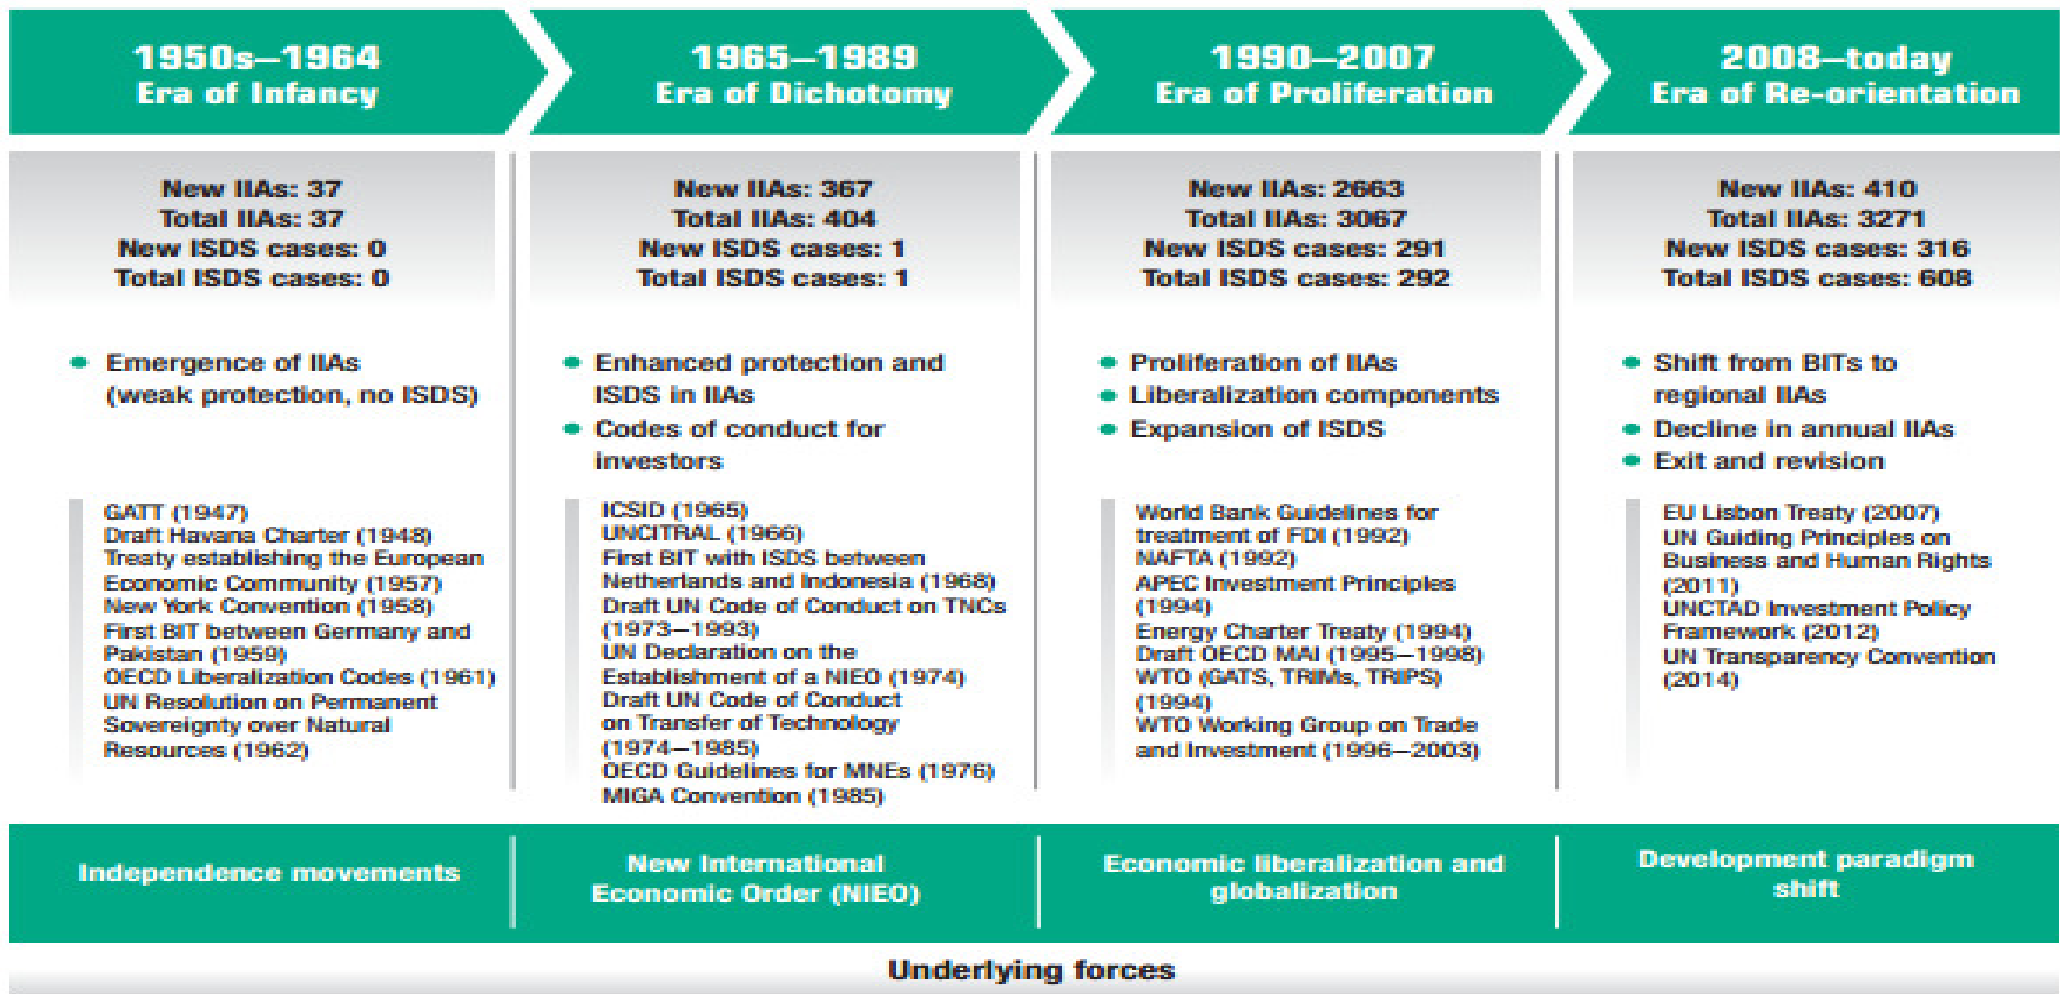 1950s–1964
Era of Infancy
1965–1989
Era of Dichotomy
1990–2007
Era of Proliferation
2008–today
Era of Re-orientation
New IIAs: 37
Total IIAs: 37
New ISDS cases: 0
Total ISDS cases: 0
New IIAs: 367
Total IIAs: 404
New ISDS cases: 1
Total ISDS cases: 1
New IIAs: 2663
Total IIAs: 3067
New ISDS cases: 291
Total ISDS cases: 292
New IIAs: 410
Total IIAs: 3271
New ISDS cases: 316
Total ISDS cases: 608
• Emergence of IIAs
(weak protection, no ISDS)
• Enhanced protection and
ISDS in IIAs
• Codes of conduct for
investors
• Proliferation of IIAs
• Liberalization components
• Expansion of ISDS
• Shift from BITs to
regional IIAs
• Decline in annual IIAs
• Exit and revision
GATT (1947)
Draft Havana Charter (1948)
Treaty establishing the European
Economic Community (1957)
New York Convention (1958)
First BIT between Germany and
Pakistan (1959)
OECD Liberalization Codes (1961)
UN Resolution on Permanent
Sovereignty over Natural
Resources (1962)
ICSID (1965)
UNCITRAL (1966)
First BIT with ISDS between
Netherlands and Indonesia (1968)
Draft UN Code of Conduct on TNCs
(1973–1993)
UN Declaration on the
Establishment of a NIEO (1974)
Draft UN Code of Conduct
on Transfer of Technology
(1974–1985)
OECD Guidelines for MNEs (1976)
MIGA Convention (1985)
World Bank Guidelines for
treatment of FDI (1992)
NAFTA (1992)
APEC Investment Principles
(1994)
Energy Charter Treaty (1994)
Draft OECD MAI (1995–1998)
WTO (GATS, TRIMs, TRIPS)
(1994)
WTO Working Group on Trade
and Investment (1996–2003)
EU Lisbon Treaty (2007)
UN Guiding Principles on
Business and Human Rights
(2011)
UNCTAD Investment Policy
Framework (2012)
UN Transparency Convention
(2014)
Independence movements
New International
Economic Order (NIEO)
Economic liberalization and
globalization
Development paradigm
shift
Underlying forces